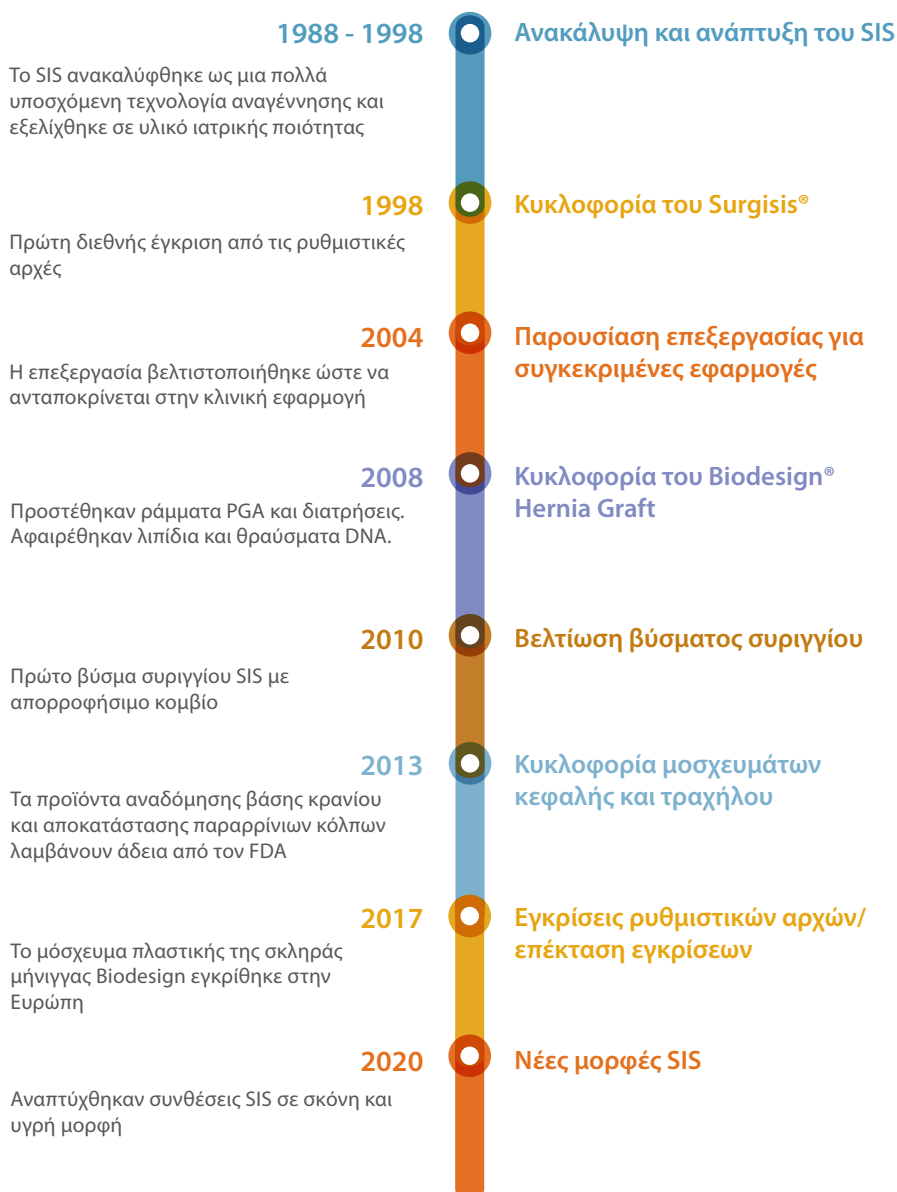 1988 - 1998
Ανακάλυψη και ανάπτυξη του SIS
Το SIS ανακαλύφθηκε ως μια πολλά
υποσχόμενη τεχνολογία αναγέννησης και
εξελίχθηκε σε υλικό ιατρικής ποιότητας
1998
Κυκλοφορία του Surgisis®
Πρώτη διεθνής έγκριση από τις ρυθμιστικές
αρχές
2004
Παρουσίαση επεξεργασίας για
συγκεκριμένες εφαρμογές
Η επεξεργασία βελτιστοποιήθηκε ώστε να
ανταποκρίνεται στην κλινική εφαρμογή
2008
Κυκλοφορία του Biodesign®
Hernia Graft
Προστέθηκαν ράμματα PGA και διατρήσεις.
Αφαιρέθηκαν λιπίδια και θραύσματα DNA.
2010
Βελτίωση βύσματος συριγγίου
Πρώτο βύσμα συριγγίου SIS με
απορροφήσιμο κομβίο
2013
Κυκλοφορία μοσχευμάτων
κεφαλής και τραχήλου
Τα προϊόντα αναδόμησης βάσης κρανίου
και αποκατάστασης παραρρίνιων κόλπων
λαμβάνουν άδεια από τον FDA
2017
Εγκρίσεις ρυθμιστικών αρχών/
επέκταση εγκρίσεων
Το μόσχευμα πλαστικής της σκληράς
μήνιγγας Biodesign εγκρίθηκε στην
Ευρώπη
2020
Νέες μορφές SIS
Αναπτύχθηκαν συνθέσεις SIS σε σκόνη και
υγρή μορφή